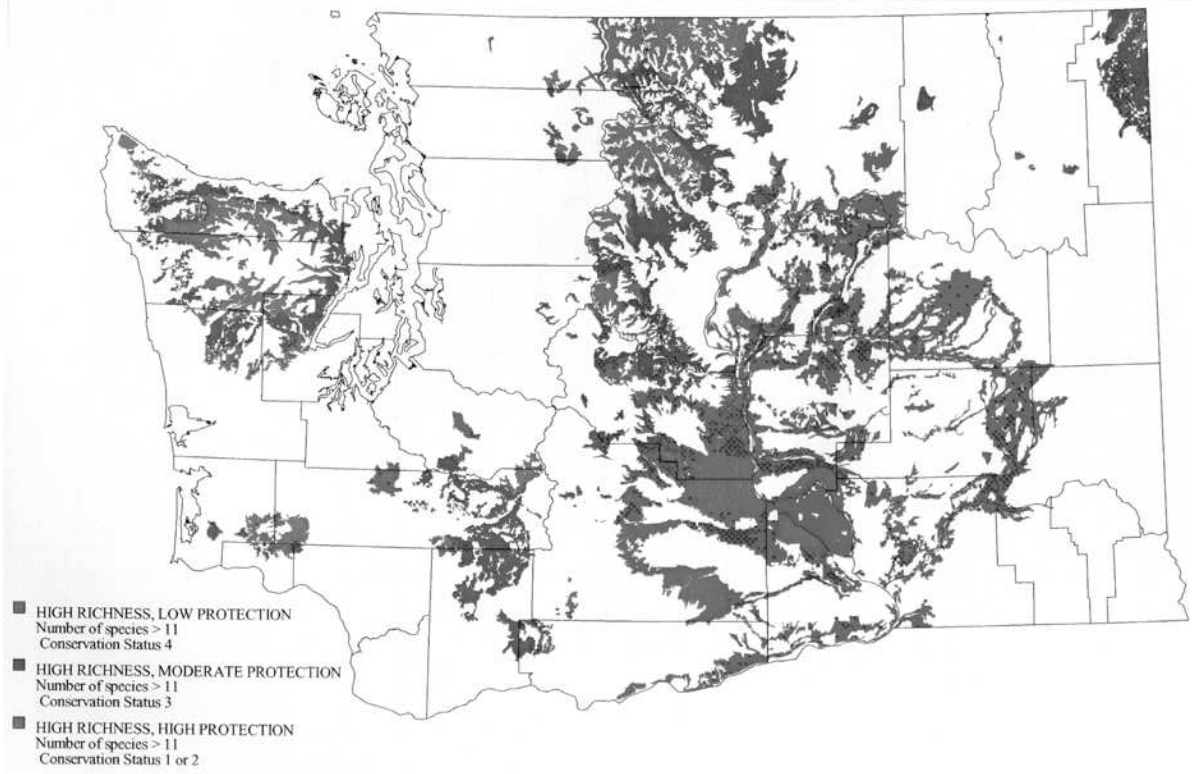 HIGH RICHNESS, LOW PROTECTION
Number of species > 11
Conservation Status 4
HIGH RICHNESS, MODERATE PROTECTION
Number of species > 11
Conservation Status 3
HIGH RICHNESS, HIGH PROTECTION
Number of species > 11
Conservation Status 1 or 2